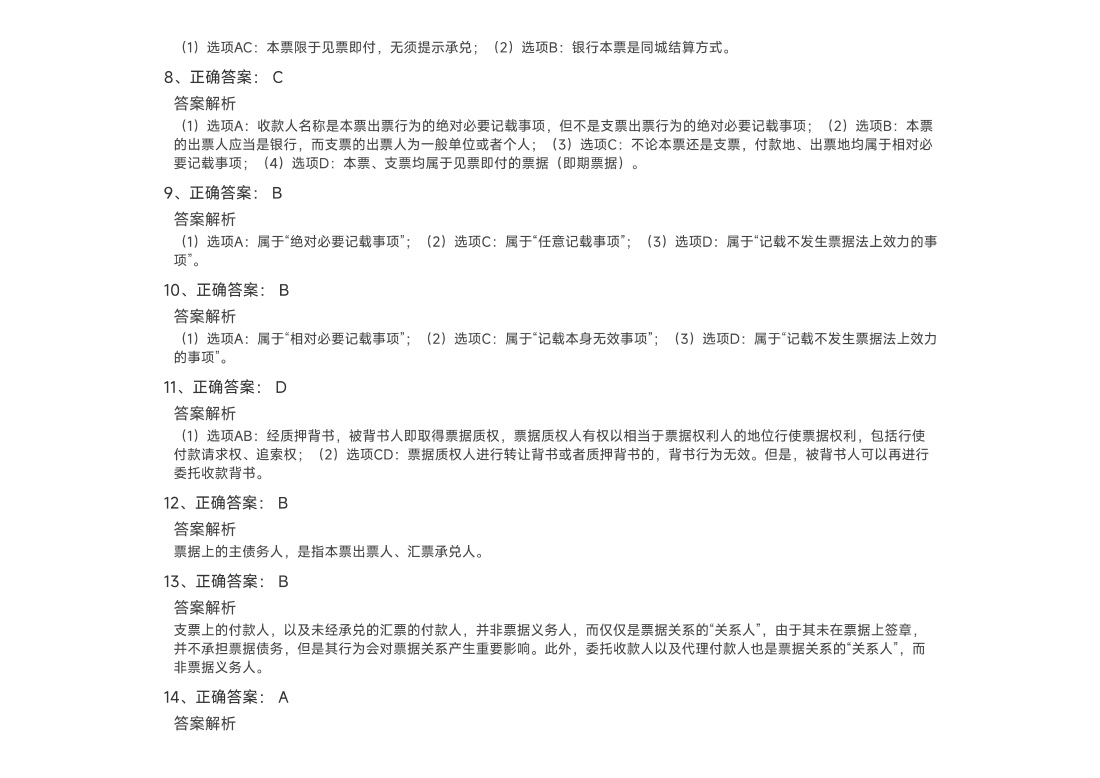 （1）选项AC：本票限于见票即付，无须提示承兑；（2）选项B：银行本票是同城结算方式。
8、正确答案： C
答案解析
（1）选项A：收款人名称是本票出票行为的绝对必要记载事项，但不是支票出票行为的绝对必要记载事项；（2）选项B：本票
的出票人应当是银行，而支票的出票人为一般单位或者个人；（3）选项C：不论本票还是支票，付款地、出票地均属于相对必
要记载事项；（4）选项D：本票、支票均属于见票即付的票据（即期票据）。
9、正确答案： B
答案解析
（1）选项A：属于“绝对必要记载事项”；（2）选项C：属于“任意记载事项”；（3）选项D：属于“记载不发生票据法上效力的事
项”。
10、正确答案： B
答案解析
（1）选项A：属于“相对必要记载事项”；（2）选项C：属于“记载本身无效事项”；（3）选项D：属于“记载不发生票据法上效力
的事项”。
11、正确答案： D
答案解析
（1）选项AB：经质押背书，被背书人即取得票据质权，票据质权人有权以相当于票据权利人的地位行使票据权利，包括行使
付款请求权、追索权；（2）选项CD：票据质权人进行转让背书或者质押背书的，背书行为无效。但是，被背书人可以再进行
委托收款背书。
12、正确答案： B
答案解析
票据上的主债务人，是指本票出票人、汇票承兑人。
13、正确答案： B
答案解析
支票上的付款人，以及未经承兑的汇票的付款人，并非票据义务人，而仅仅是票据关系的“关系人”，由于其未在票据上签章，
并不承担票据债务，但是其行为会对票据关系产生重要影响。此外，委托收款人以及代理付款人也是票据关系的“关系人”，而
非票据义务人。
14、正确答案： A
答案解析